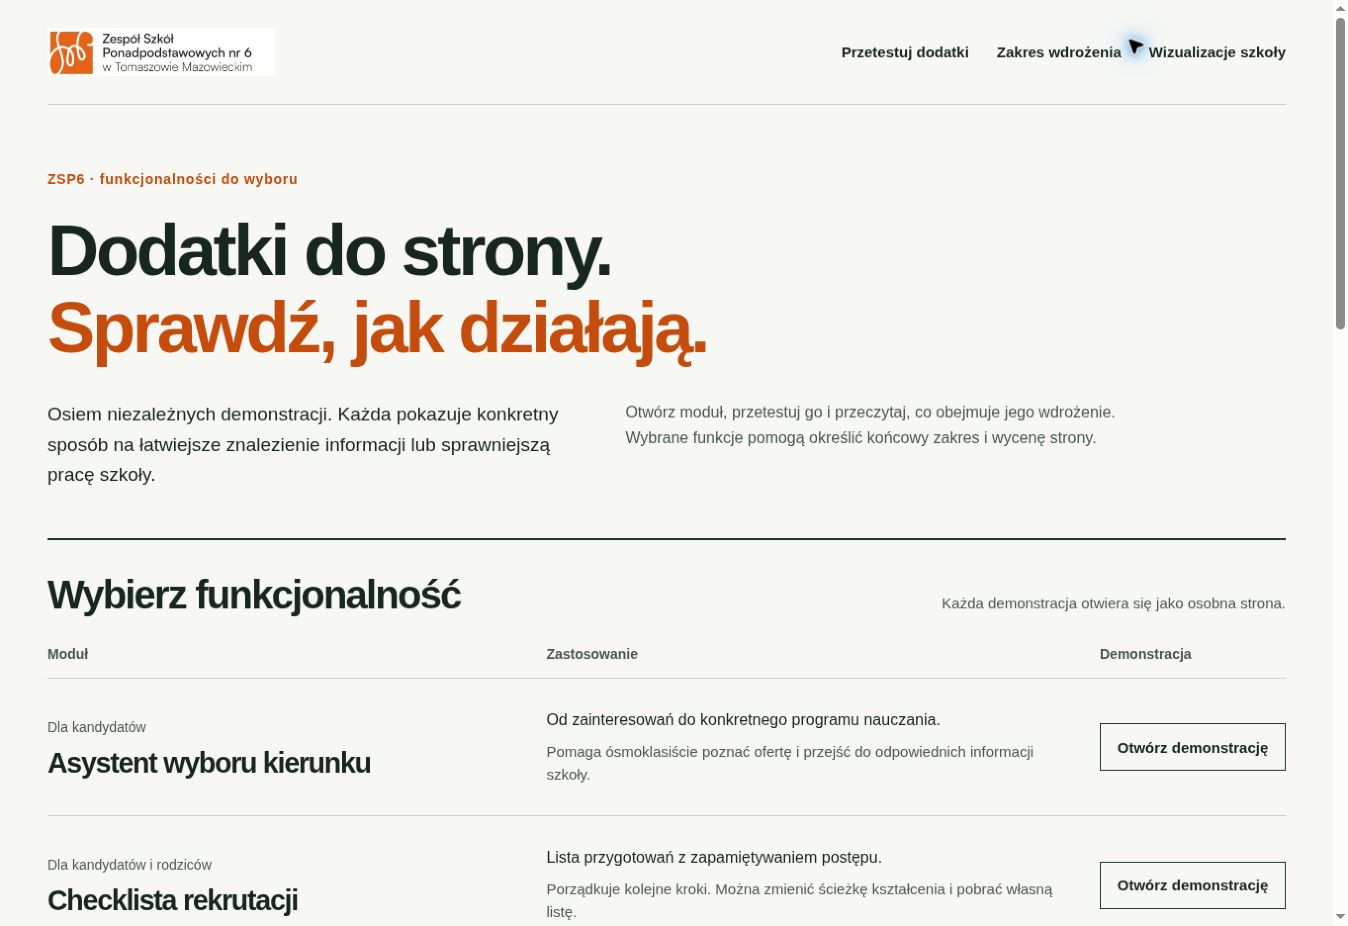 Zespół Szkół
Ponadpodstawowych nr 6
w Tomaszowie Mazowieckim
Przetestuj dodatki
Zakres wdrożenia
Wizualizacje szkoły
ZSP6 · funkcjonalności do wyboru
Dodatki do strony.
Sprawdź, jak działają.
Osiem niezależnych demonstracji. Każda pokazuje konkretny
sposób na łatwiejsze znalezienie informacji lub sprawniejszą
pracę szkoły.
Otwórz moduł, przetestuj go i przeczytaj, co obejmuje jego wdrożenie.
Wybrane funkcje pomogą określić końcowy zakres i wycenę strony.
Wybierz funkcjonalność
Każda demonstracja otwiera się jako osobna strona.
Moduł
Zastosowanie
Demonstracja
Dla kandydatów
Asystent wyboru kierunku
Od zainteresowań do konkretnego programu nauczania.
Pomaga ósmoklasiście poznać ofertę i przejść do odpowiednich informacji
szkoły.
Otwórz demonstrację
Dla kandydatów i rodziców
Checklista rekrutacji
Lista przygotowań z zapamiętywaniem postępu.
Porządkuje kolejne kroki. Można zmienić ścieżkę kształcenia i pobrać własną
listę.
Otwórz demonstrację